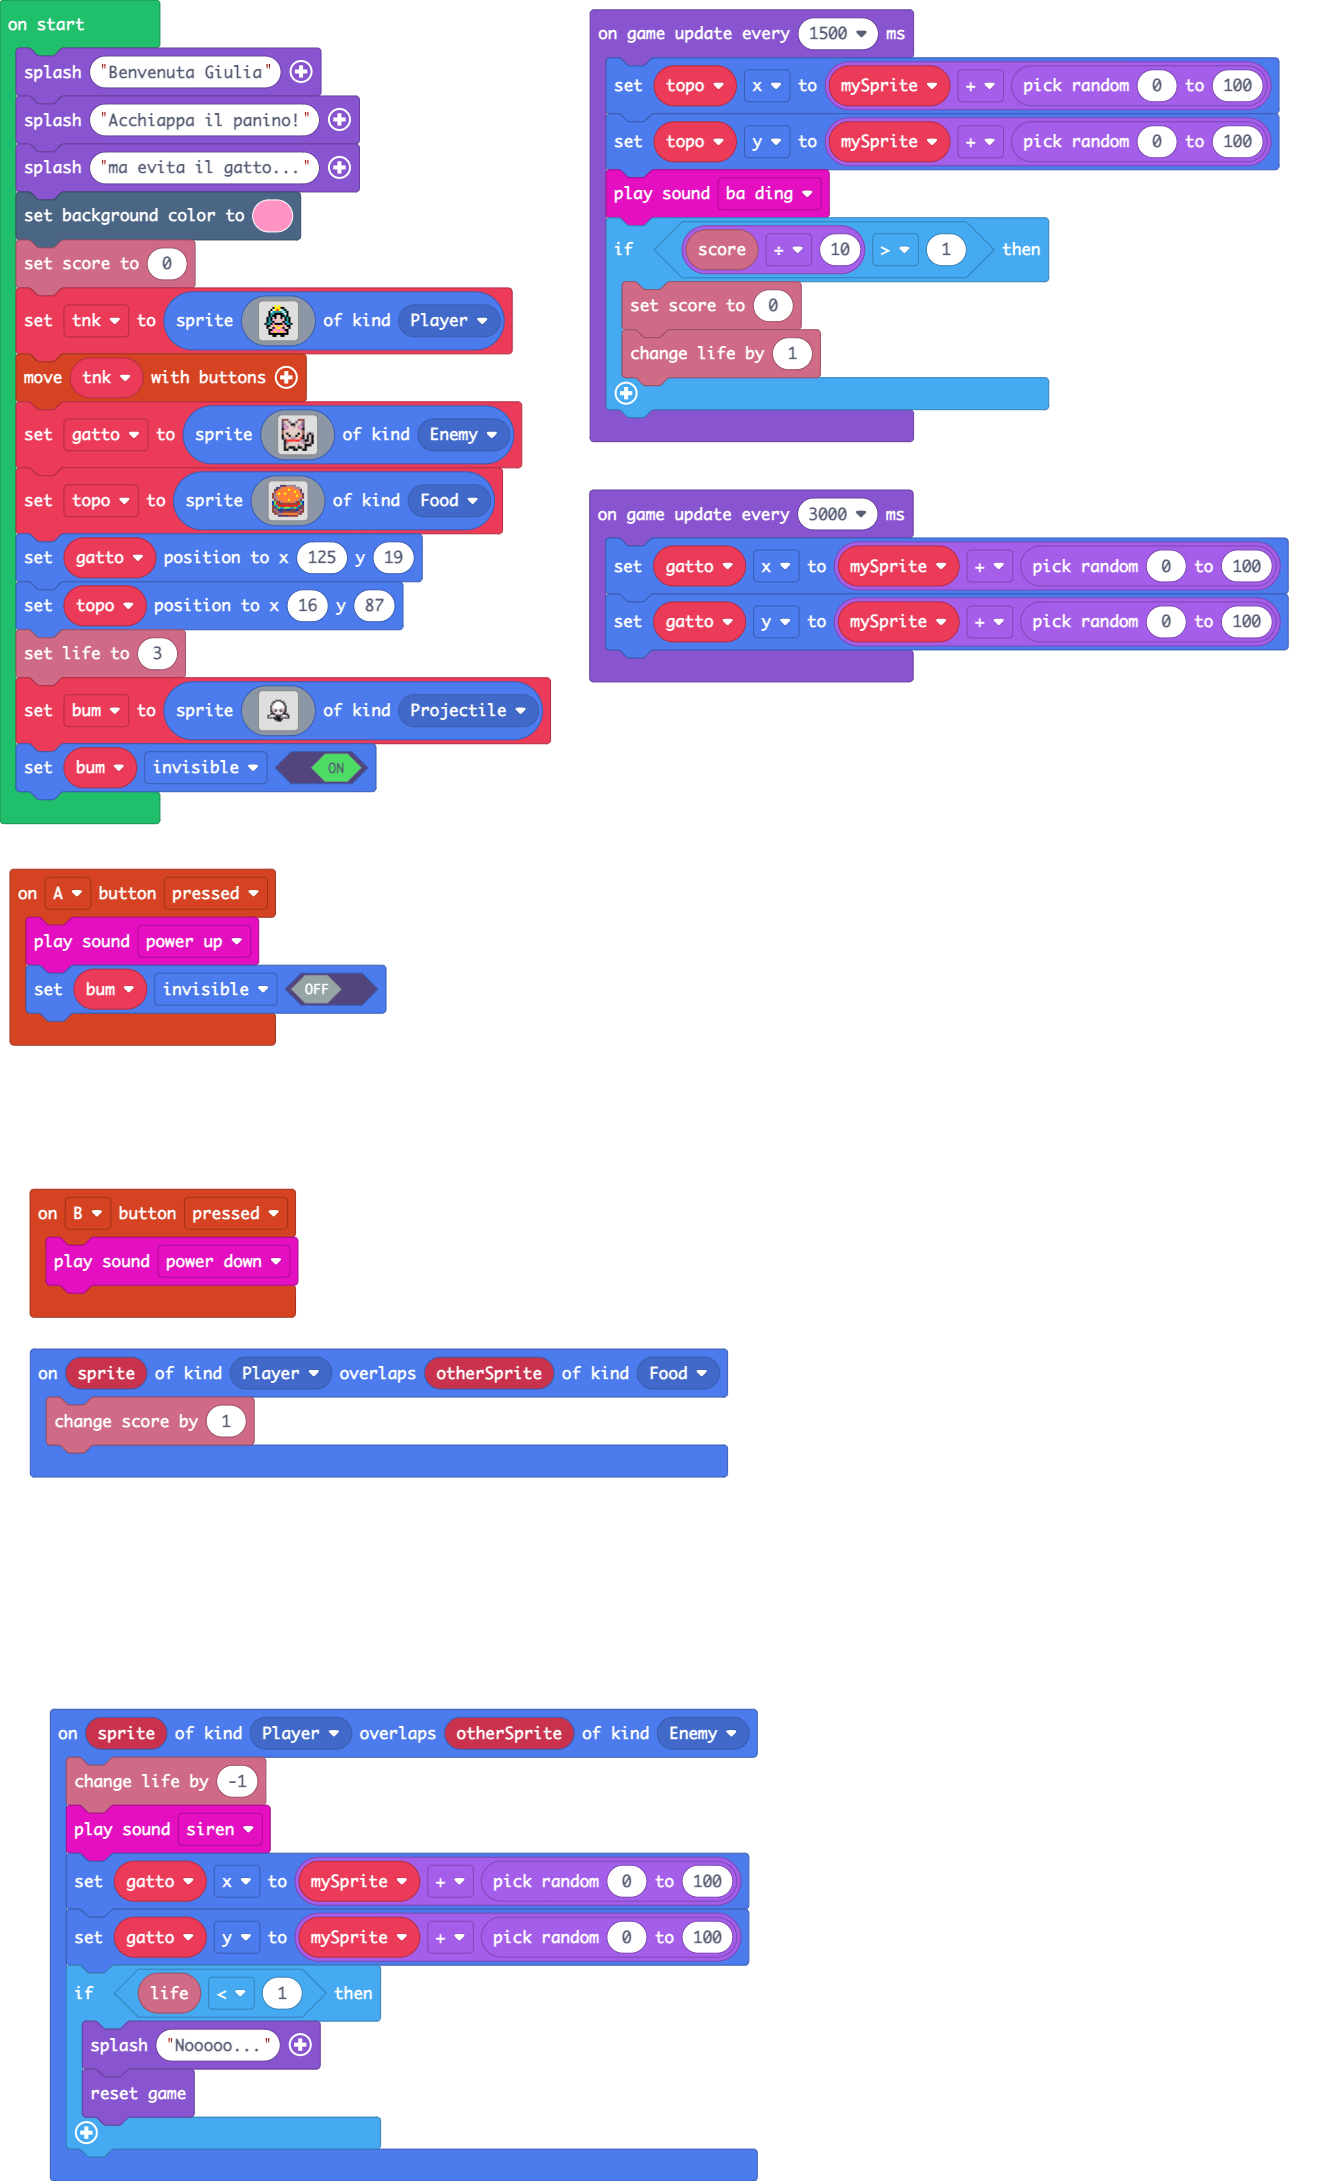 on start
splash "Benvenuta Giulia"
splash "Acchiappa il panino!"
splash "ma evita il gatto..."
set background color to
set score to 0
set tnk to sprite of kind Player
move tnk with buttons
set gatto to sprite of kind Enemy
set topo to sprite of kind Food
set gatto position to x 125 y 19
set topo position to x 16 y 87
set life to 3
set bum to sprite of kind Projectile
set bum invisible ON
on A button pressed
play sound power up
set bum invisible OFF
on B button pressed
play sound power down
on sprite of kind Player overlaps otherSprite of kind Food
change score by 1
on sprite of kind Player overlaps otherSprite of kind Enemy
change life by -1
play sound siren
set gatto x to mySprite + pick random 0 to 100
set gatto y to mySprite + pick random 0 to 100
if life < 1 then
splash "Nooooo..."
reset game
on game update every 1500 ms
set topo x to mySprite + pick random 0 to 100
set topo y to mySprite + pick random 0 to 100
play sound ba ding
if score ÷ 10 > 1 then
set score to 0
change life by 1
on game update every 3000 ms
set gatto x to mySprite + pick random 0 to 100
set gatto y to mySprite + pick random 0 to 100